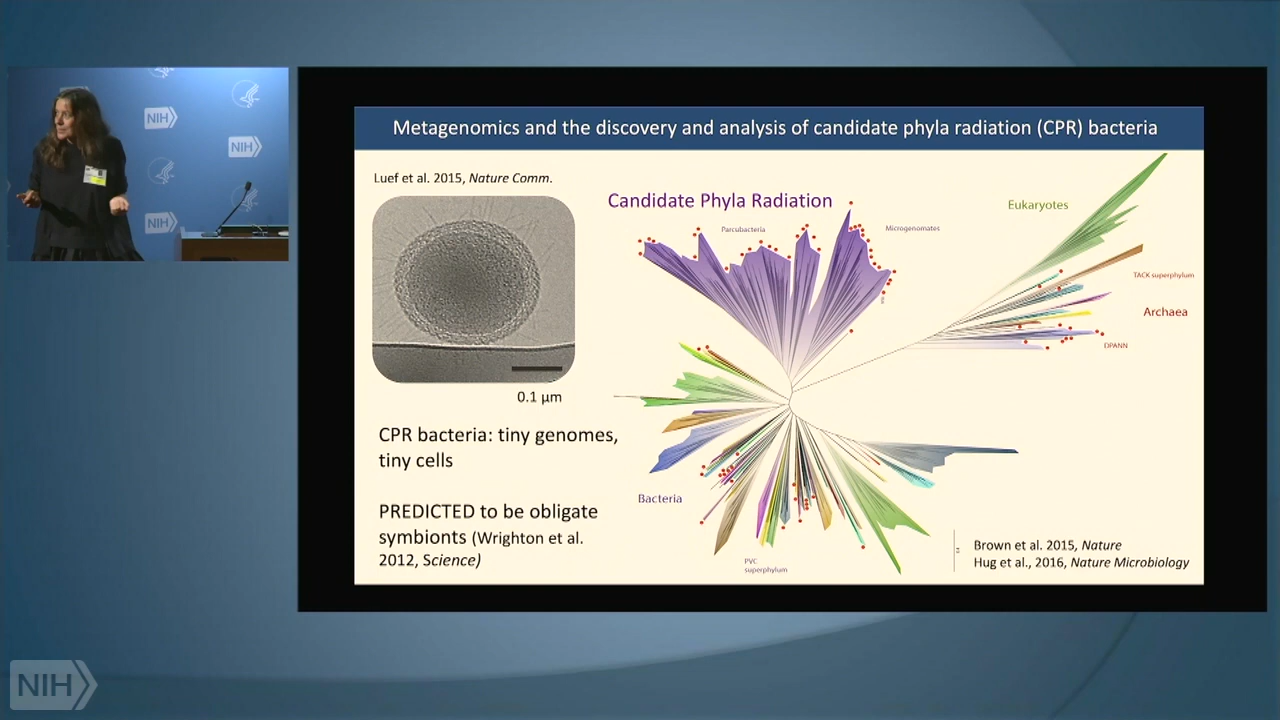 Metagenomics and the discovery and analysis of candidate phyla radiation (CPR) bacteria
Luef et al. 2015, Nature Comm.
0.1 µm
CPR bacteria: tiny genomes,
tiny cells
PREDICTED to be obligate
symbionts (Wrighton et al.
2012, Science)
Candidate Phyla Radiation
Parcubacteria
Microgenomates
Eukaryotes
TACK superphylum
Archaea
DPANN
Bacteria
PVC
superphylum
Brown et al. 2015, Nature
Hug et al., 2016, Nature Microbiology
NIH
NIH
NIH
NIH